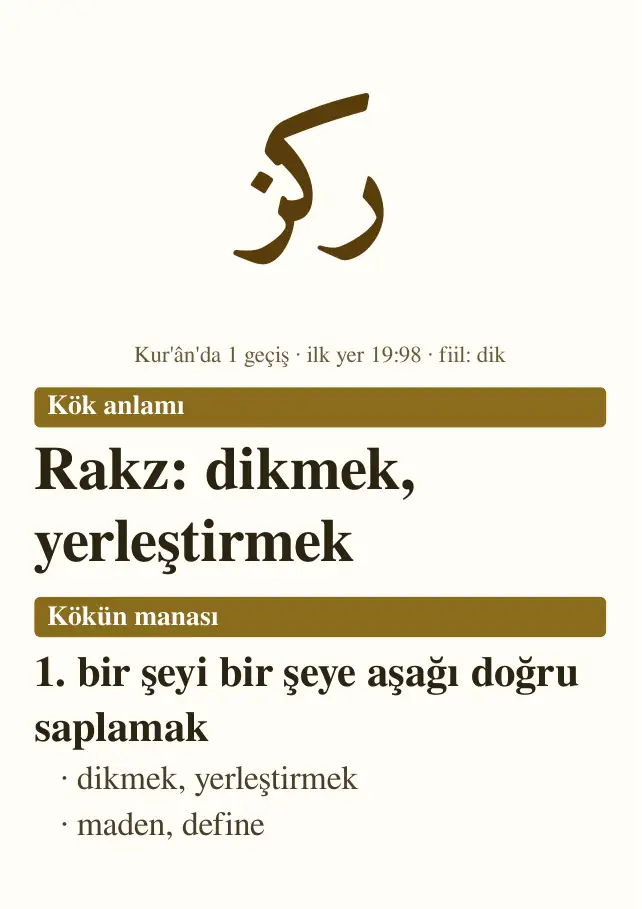 ركز
Kur'ân'da 1 geçiş · ilk yer 19:98 · fiil: dik
Kök anlamı
Rakz: dikmek,
yerleştirmek
Kökün manası
1. bir şeyi bir şeye aşağı doğru
saplamak
· dikmek, yerleştirmek
· maden, define